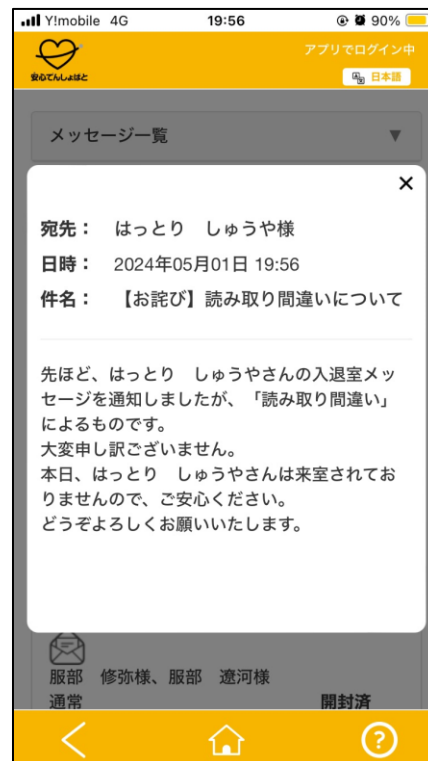 Y!mobile 4G 19:56 90%
アプリでログイン中
安心でんしょばと
日本語
メッセージ一覧 ▼
×
宛先： はっとり　しゅうや様
日時： 2024年05月01日 19:56
件名： 【お詫び】読み取り間違いについて
先ほど、はっとり　しゅうやさんの入退室メッ
セージを通知しましたが、「読み取り間違い」
によるものです。
大変申し訳ございません。
本日、はっとり　しゅうやさんは来室されてお
りませんので、ご安心ください。
どうぞよろしくお願いいたします。
服部　修弥様、服部　遼河様
通常 開封済
?